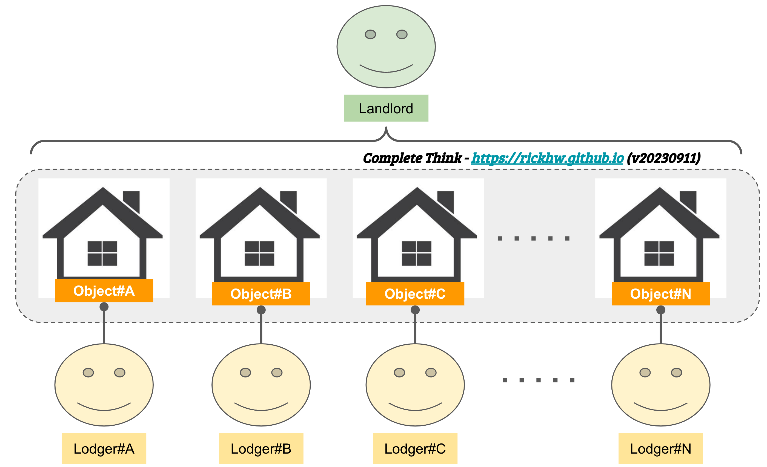 Landlord
Complete Think - https://rickhw.github.io (v20230911)
Object#A
Object#B
Object#C
Object#N
Lodger#A
Lodger#B
Lodger#C
Lodger#N